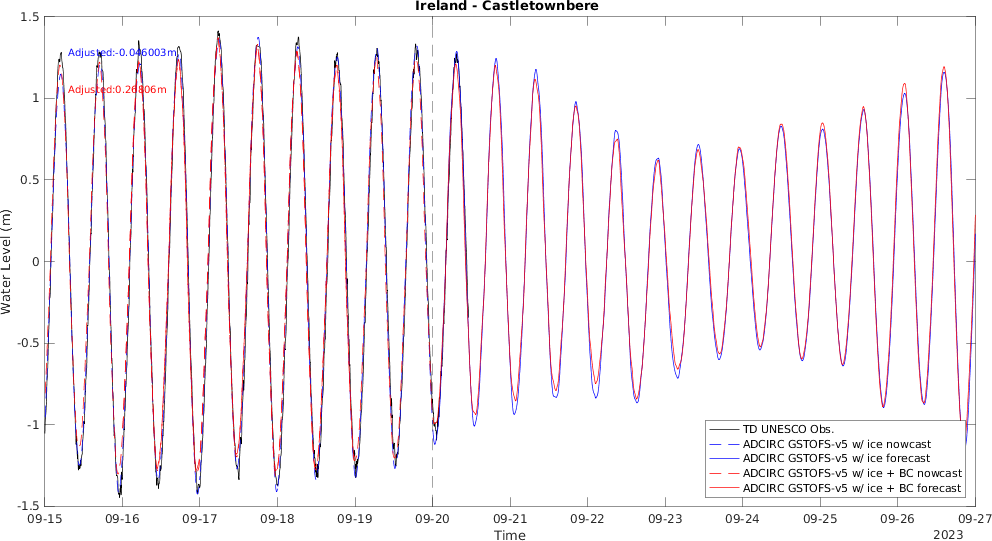 Ireland - Castletownbere
1.5
1
0.5
0
-0.5
-1
-1.5
Water Level (m)
Adjusted:-0.046003m
Adjusted:0.26806m
TD UNESCO Obs.
ADCIRC GSTOFS-v5 w/ ice nowcast
ADCIRC GSTOFS-v5 w/ ice forecast
ADCIRC GSTOFS-v5 w/ ice + BC nowcast
ADCIRC GSTOFS-v5 w/ ice + BC forecast
09-15 09-16 09-17 09-18 09-19 09-20 09-21 09-22 09-23 09-24 09-25 09-26 09-27
Time
2023